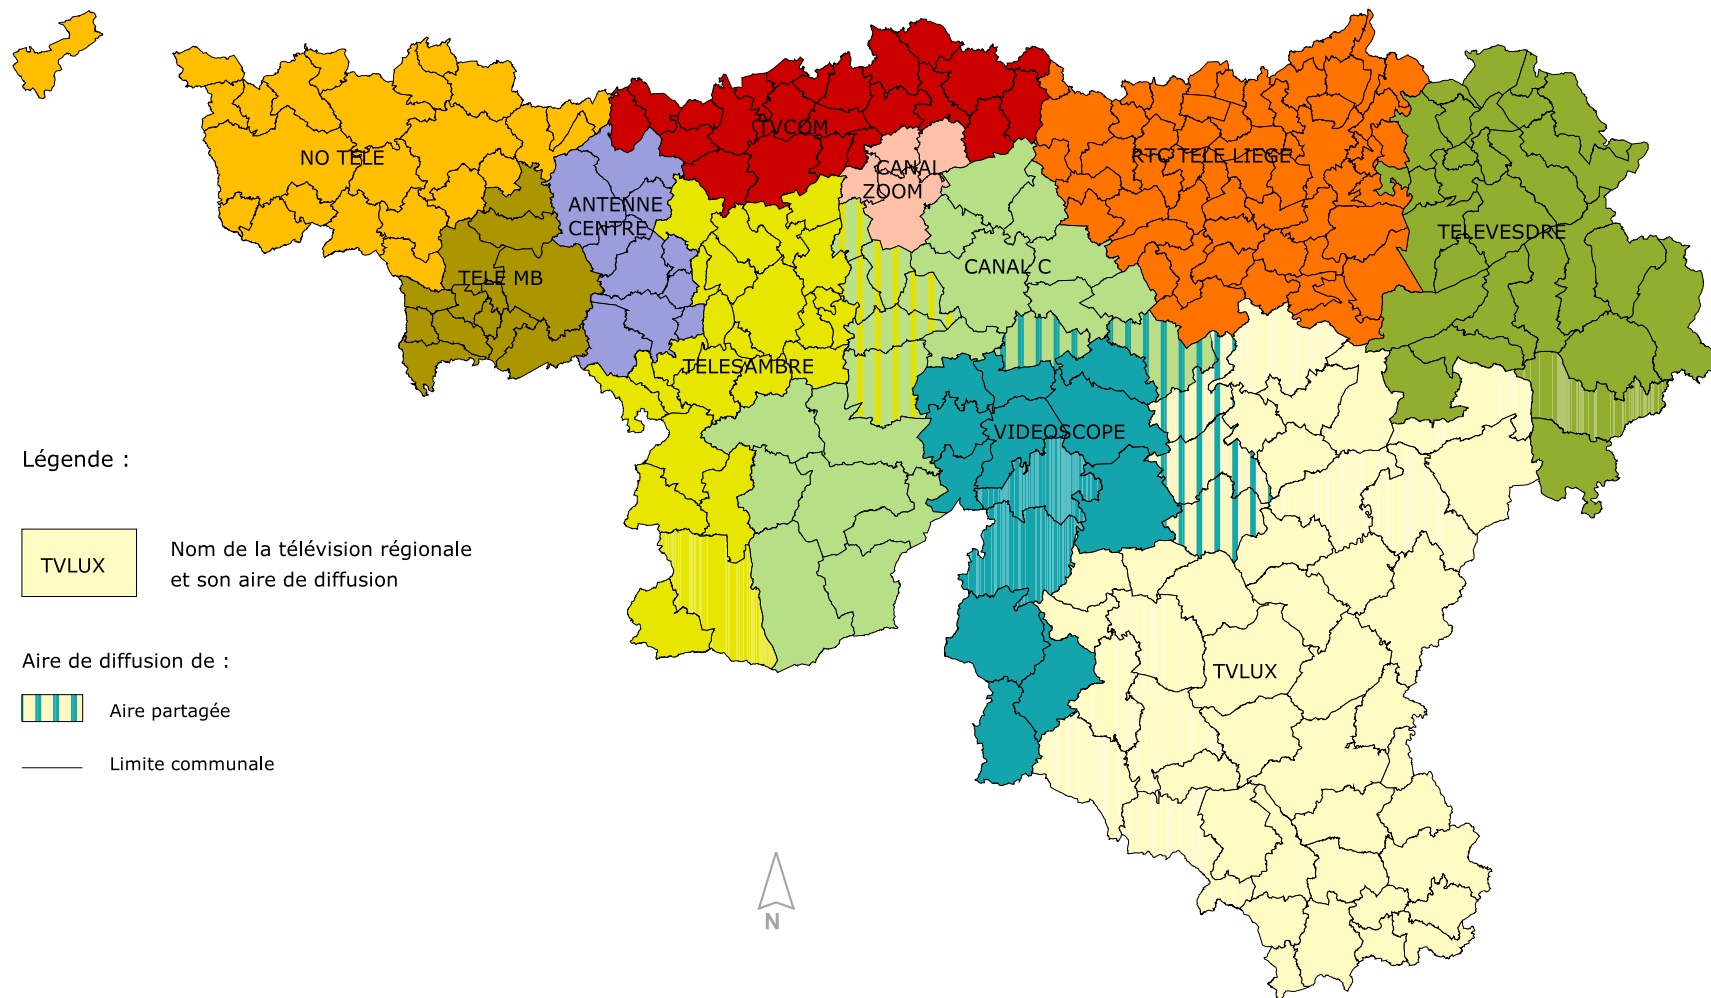 NO TELE
TVCOM
CANAL
ZOOM
RTC TELE LIEGE
ANTENNE
CENTRE
TELEVESDRE
TELE MB
CANAL C
TELESAMBRE
VIDEOSCOPE
TVLUX
Légende :
TVLUX
Nom de la télévision régionale
et son aire de diffusion
Aire de diffusion de :
Aire partagée
Limite communale
N